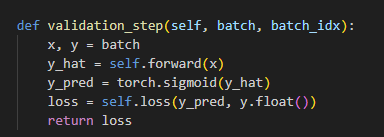 def validation_step(self, batch, batch_idx):
    x, y = batch
    y_hat = self.forward(x)
    y_pred = torch.sigmoid(y_hat)
    loss = self.loss(y_pred, y.float())
    return loss